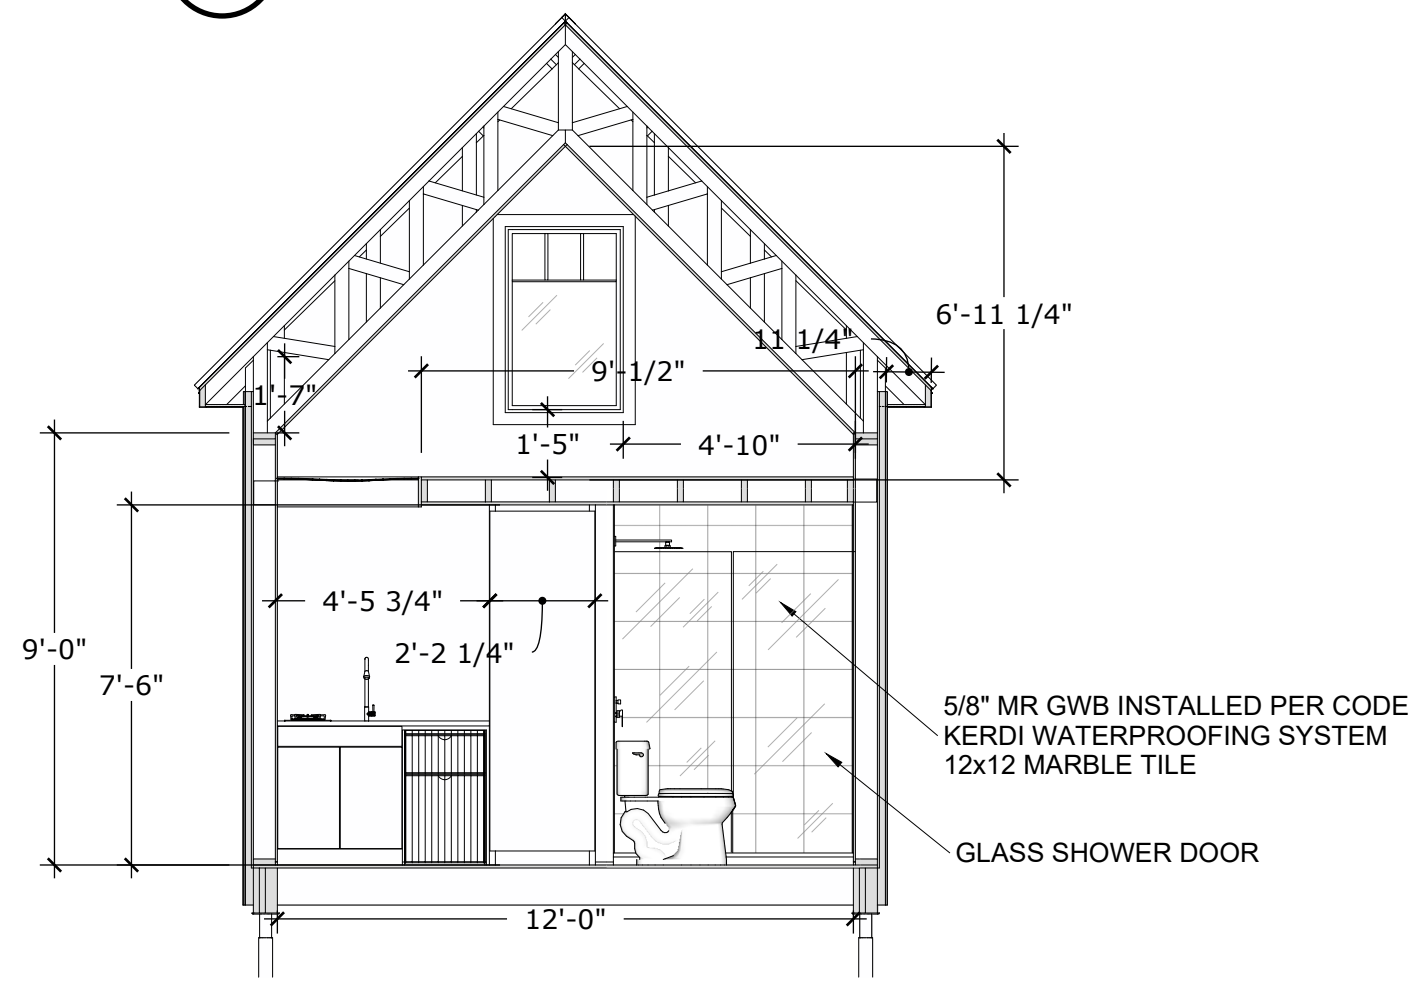 6'-11 1/4"
11 1/4"
9'-1/2"
1'-7"
1'-5"
4'-10"
4'-5 3/4"
2'-2 1/4"
9'-0"
7'-6"
5/8" MR GWB INSTALLED PER CODE
KERDI WATERPROOFING SYSTEM
12x12 MARBLE TILE
GLASS SHOWER DOOR
12'-0"